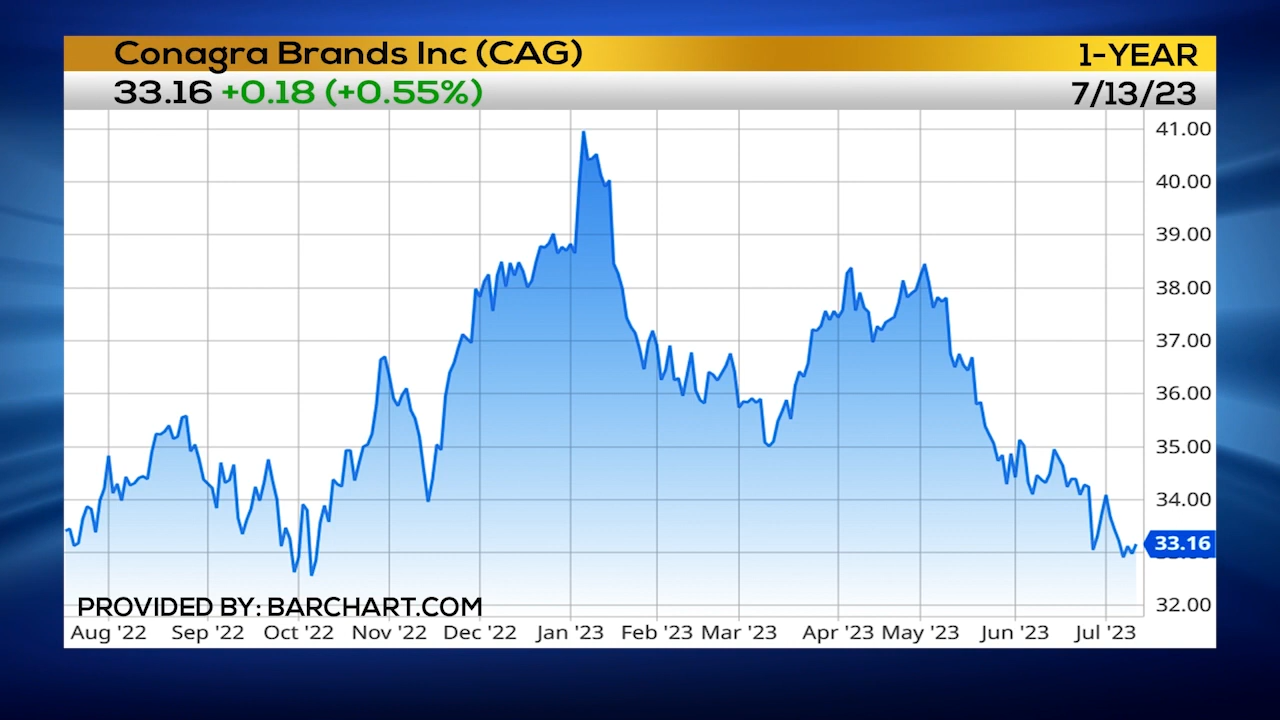 Conagra Brands Inc (CAG) 1-YEAR
33.16 +0.18 (+0.55%) 7/13/23
41.00
40.00
39.00
38.00
37.00
36.00
35.00
34.00
33.16
32.00
PROVIDED BY: BARCHART.COM
Aug '22 Sep '22 Oct '22 Nov '22 Dec '22 Jan '23 Feb '23 Mar '23 Apr '23 May '23 Jun '23 Jul '23